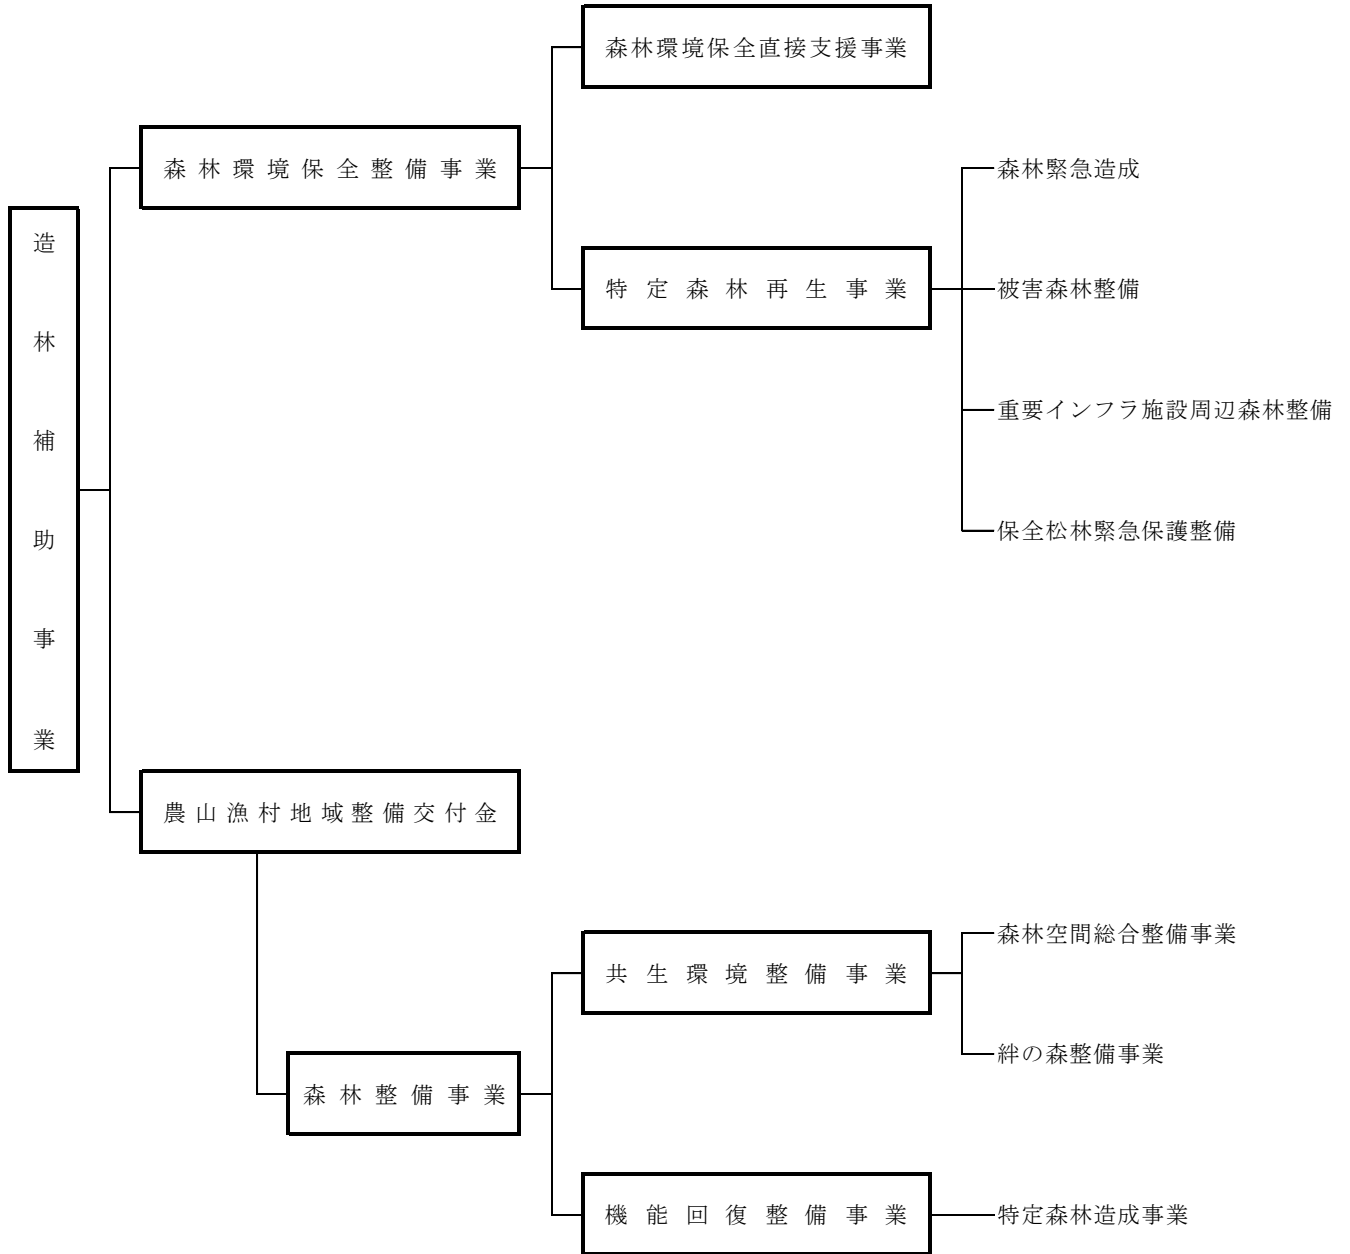 造林補助事業
森林環境保全整備事業
森林環境保全直接支援事業
特定森林再生事業
森林緊急造成
被害森林整備
重要インフラ施設周辺森林整備
保全松林緊急保護整備
農山漁村地域整備交付金
森林整備事業
共生環境整備事業
森林空間総合整備事業
絆の森整備事業
機能回復整備事業
特定森林造成事業